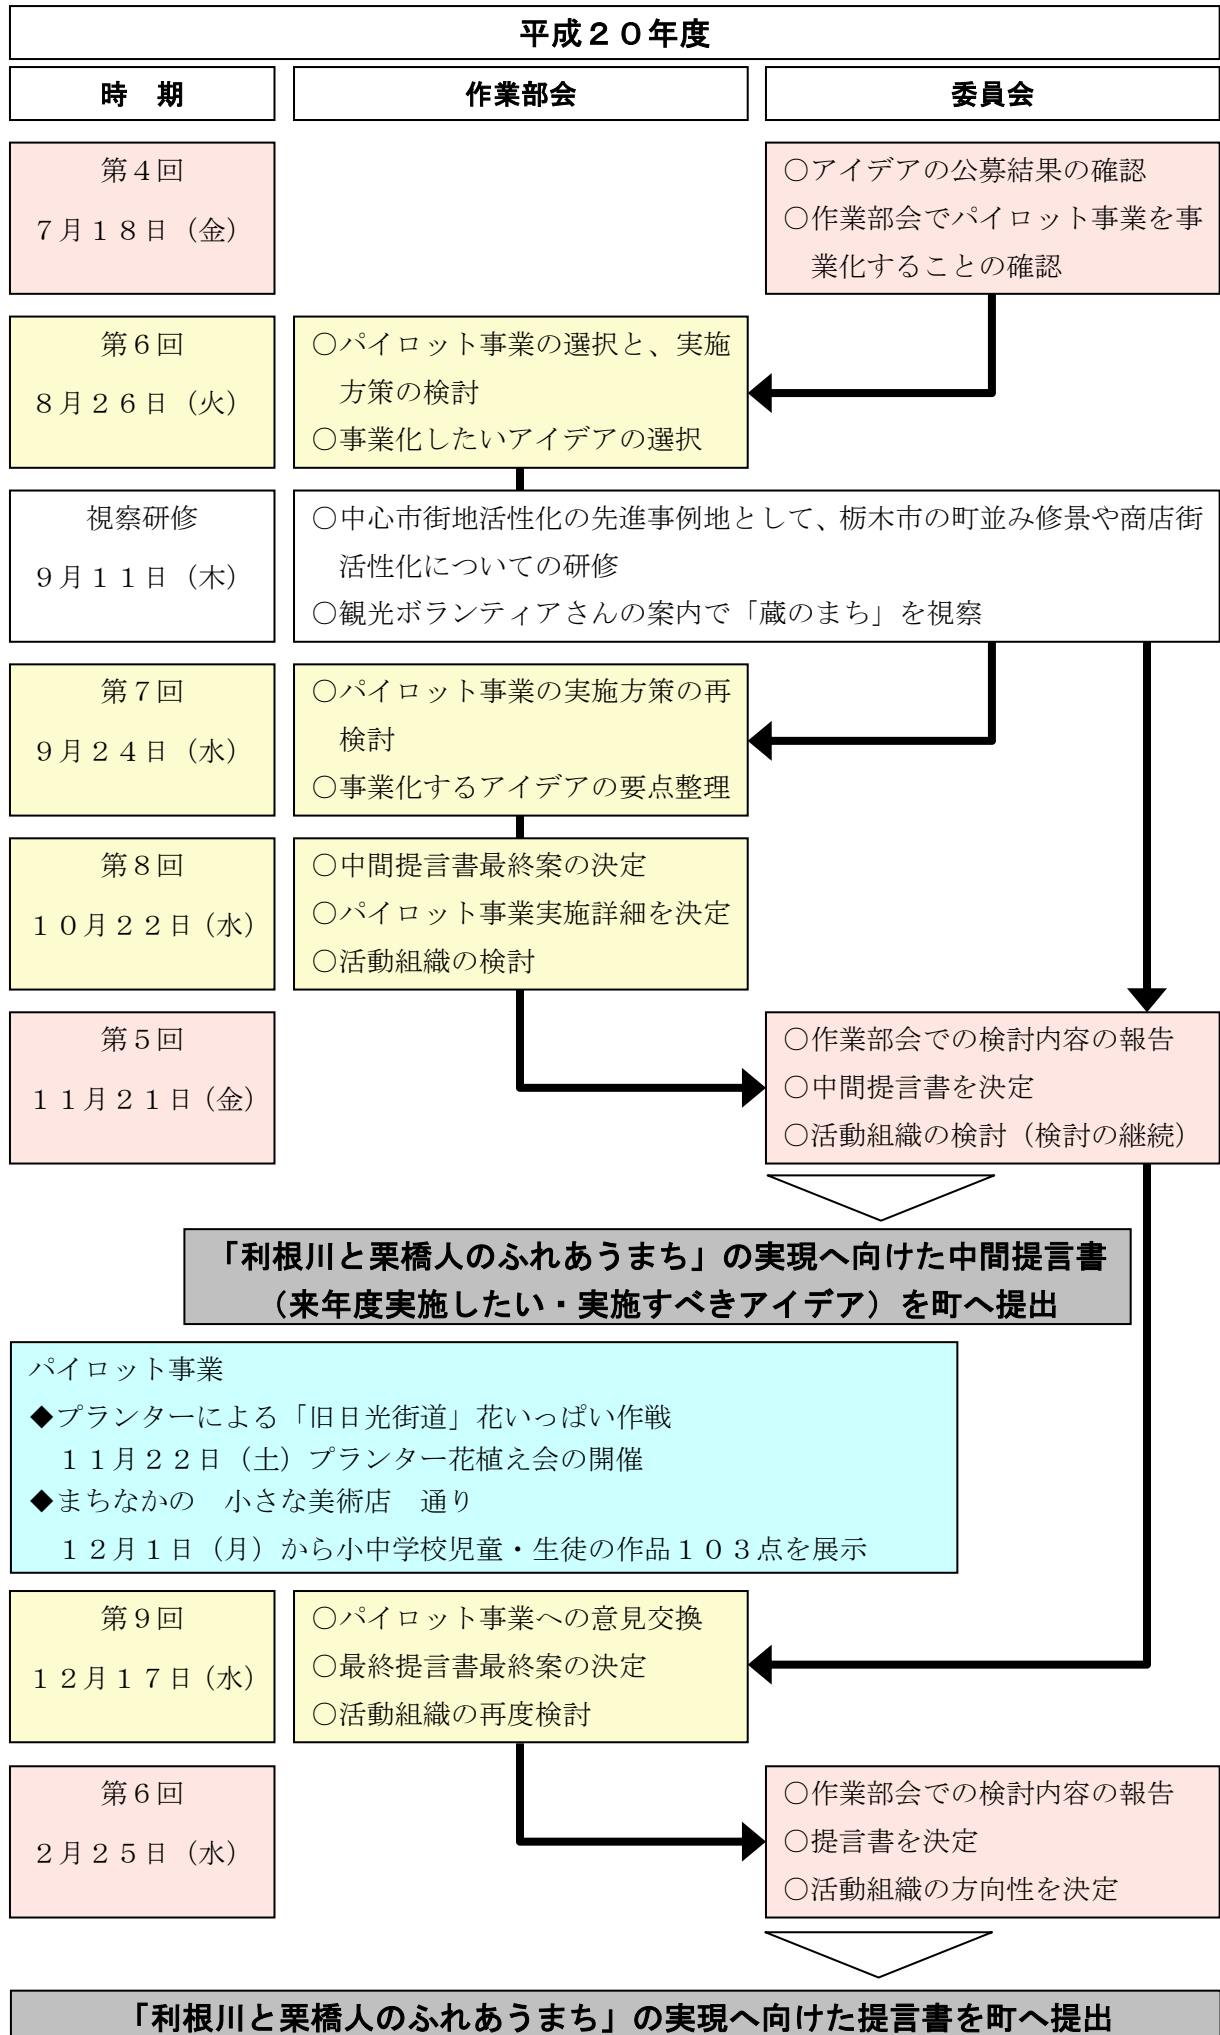 平成２０年度
時　期
作業部会
委員会
第４回
７月１８日（金）
○アイデアの公募結果の確認
○作業部会でパイロット事業を事
業化することの確認
第６回
８月２６日（火）
○パイロット事業の選択と、実施
方策の検討
○事業化したいアイデアの選択
視察研修
９月１１日（木）
○中心市街地活性化の先進事例地として、栃木市の町並み修景や商店街
活性化についての研修
○観光ボランティアさんの案内で「蔵のまち」を視察
第７回
９月２４日（水）
○パイロット事業の実施方策の再
検討
○事業化するアイデアの要点整理
第８回
１０月２２日（水）
○中間提言書最終案の決定
○パイロット事業実施詳細を決定
○活動組織の検討
第５回
１１月２１日（金）
○作業部会での検討内容の報告
○中間提言書を決定
○活動組織の検討（検討の継続）
「利根川と栗橋人のふれあうまち」の実現へ向けた中間提言書
（来年度実施したい・実施すべきアイデア）を町へ提出
パイロット事業
◆プランターによる「旧日光街道」花いっぱい作戦
１１月２２日（土）プランター花植え会の開催
◆まちなかの　小さな美術店　通り
１２月１日（月）から小中学校児童・生徒の作品１０３点を展示
第９回
１２月１７日（水）
○パイロット事業への意見交換
○最終提言書最終案の決定
○活動組織の再度検討
第６回
２月２５日（水）
○作業部会での検討内容の報告
○提言書を決定
○活動組織の方向性を決定
「利根川と栗橋人のふれあうまち」の実現へ向けた提言書を町へ提出